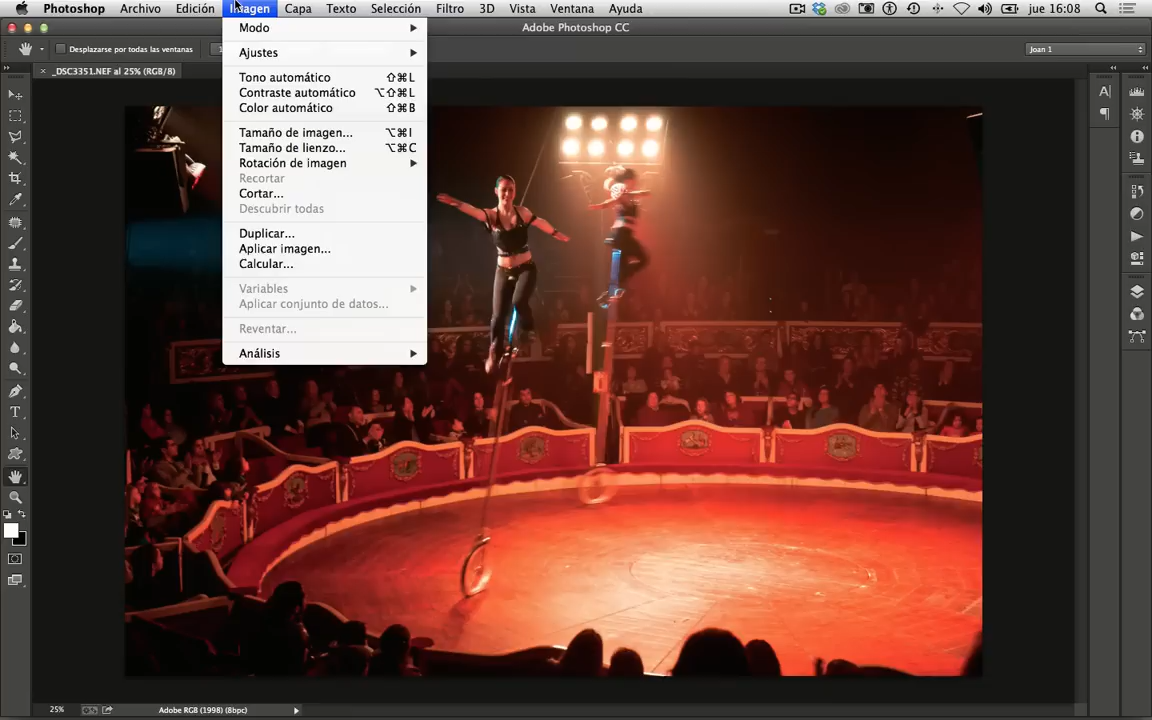 Photoshop Archivo Edición Imagen Capa Texto Selección Filtro 3D Vista Ventana Ayuda jue 16:08
Adobe Photoshop CC
Desplazarse por todas las ventanas
Joan 1
_DSC3351.NEF al 25% (RGB/8)
Modo
Ajustes
Tono automático ⇧⌘L
Contraste automático ⌥⇧⌘L
Color automático ⇧⌘B
Tamaño de imagen... ⌥⌘I
Tamaño de lienzo... ⌥⌘C
Rotación de imagen
Recortar
Cortar...
Descubrir todas
Duplicar...
Aplicar imagen...
Calcular...
Variables
Aplicar conjunto de datos...
Reventar...
Análisis
25% Adobe RGB (1998) (8bpc)